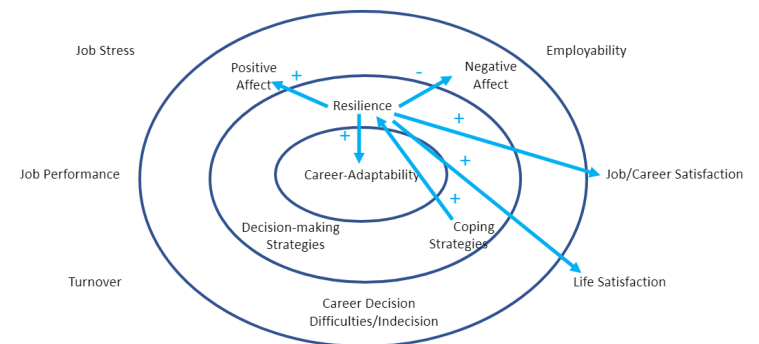 Job Stress
Employability
Positive
Affect
+
-
Negative
Affect
Resilience
+
+
Job Performance
+
Career-Adaptability
Job/Career Satisfaction
+
Decision-making
Strategies
Coping
Strategies
Turnover
Life Satisfaction
Career Decision
Difficulties/Indecision